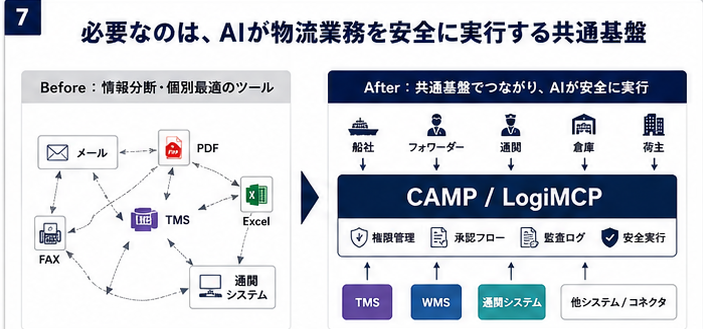 7
必要なのは、AIが物流業務を安全に実行する共通基盤
Before：情報分断・個別最適のツール
メール
PDF
TMS
Excel
FAX
通関
システム
After：共通基盤でつながり、AIが安全に実行
船社
フォワーダー
通関
倉庫
荷主
CAMP / LogiMCP
権限管理
承認フロー
監査ログ
安全実行
TMS
WMS
通関システム
他システム / コネクタ